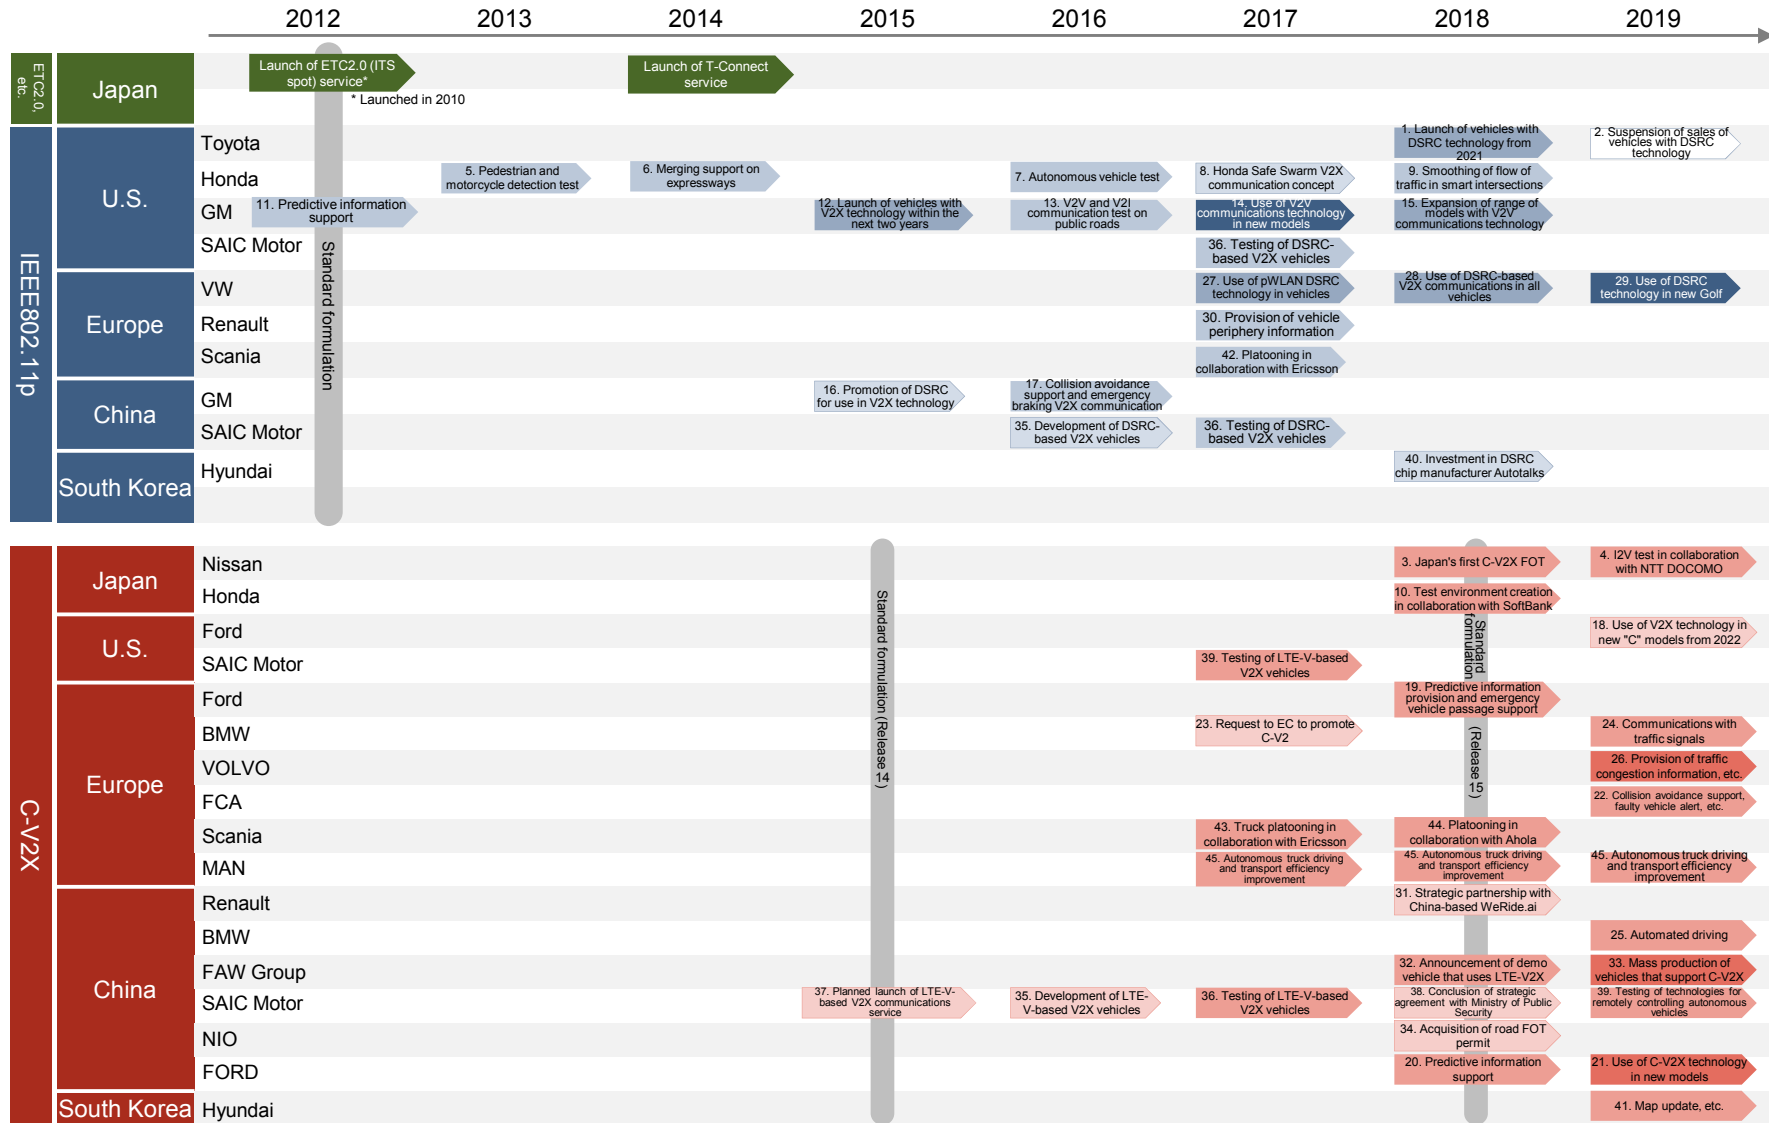 2012 2013 2014 2015 2016 2017 2018 2019
ETC2.0,
etc.
Japan
Launch of ETC2.0 (ITS
spot) service*
* Launched in 2010
Launch of T-Connect
service
IEEE802.11p
Standard formulation
U.S.
Toyota
1. Launch of vehicles with
DSRC technology from
2021
2. Suspension of sales of
vehicles with DSRC
technology
Honda
5. Pedestrian and
motorcycle detection test
6. Merging support on
expressways
7. Autonomous vehicle test
8. Honda Safe Swarm V2X
communication concept
9. Smoothing of flow of
traffic in smart intersections
GM
11. Predictive information
support
12. Launch of vehicles with
V2X technology within the
next two years
13. V2V and V2I
communication test on
public roads
14. Use of V2V
communications technology
in new models
15. Expansion of range of
models with V2V
communications technology
SAIC Motor
36. Testing of DSRC-
based V2X vehicles
Europe
VW
27. Use of pWLAN DSRC
technology in vehicles
28. Use of DSRC-based
V2X communications in all
vehicles
29. Use of DSRC
technology in new Golf
Renault
30. Provision of vehicle
periphery information
Scania
42. Platooning in
collaboration with Ericsson
China
GM
16. Promotion of DSRC
for use in V2X technology
17. Collision avoidance
support and emergency
braking V2X communication
SAIC Motor
35. Development of DSRC-
based V2X vehicles
36. Testing of DSRC-
based V2X vehicles
South Korea
Hyundai
40. Investment in DSRC
chip manufacturer Autotalks
C-V2X
Standard formulation (Release 14)
Standard
formulation
(Release 15)
Japan
Nissan
3. Japan's first C-V2X FOT
4. I2V test in collaboration
with NTT DOCOMO
Honda
10. Test environment creation
in collaboration with SoftBank
U.S.
Ford
18. Use of V2X technology in
new "C" models from 2022
SAIC Motor
39. Testing of LTE-V-based
V2X vehicles
Europe
Ford
19. Predictive information
provision and emergency
vehicle passage support
BMW
23. Request to EC to promote
C-V2
24. Communications with
traffic signals
VOLVO
26. Provision of traffic
congestion information, etc.
FCA
22. Collision avoidance support,
faulty vehicle alert, etc.
Scania
43. Truck platooning in
collaboration with Ericsson
44. Platooning in
collaboration with Ahola
MAN
45. Autonomous truck driving
and transport efficiency
improvement
45. Autonomous truck driving
and transport efficiency
improvement
45. Autonomous truck driving
and transport efficiency
improvement
China
Renault
31. Strategic partnership with
China-based WeRide.ai
BMW
25. Automated driving
FAW Group
32. Announcement of demo
vehicle that uses LTE-V2X
33. Mass production of
vehicles that support C-V2X
SAIC Motor
37. Planned launch of LTE-V-
based V2X communications
service
35. Development of LTE-
V-based V2X vehicles
36. Testing of LTE-V-based
V2X vehicles
38. Conclusion of strategic
agreement with Ministry of Public
Security
39. Testing of technologies for
remotely controlling autonomous
vehicles
NIO
34. Acquisition of road FOT
permit
FORD
20. Predictive information
support
21. Use of C-V2X technology
in new models
South Korea
Hyundai
41. Map update, etc.